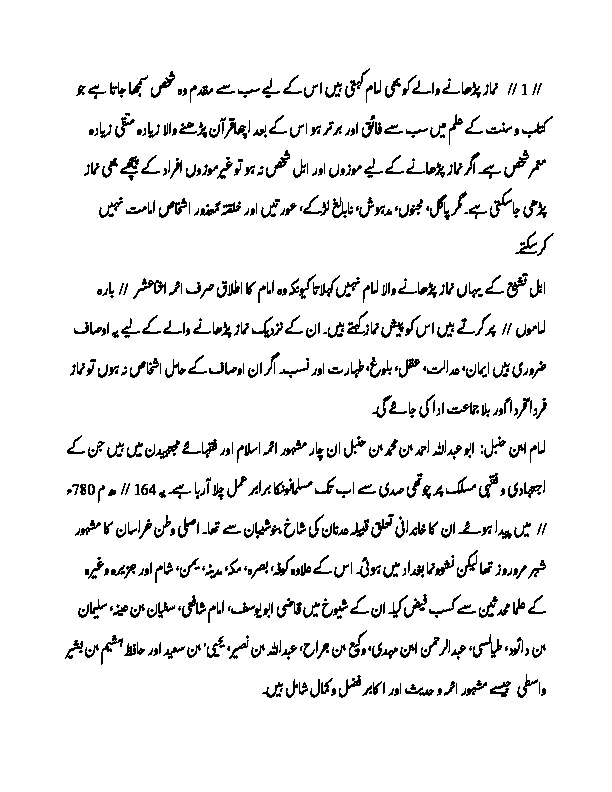 // 1 // نماز پڑھانے والے کو بھی امام کہتی ہیں اس کے لیے سب سے مقدم وہ شخص سمجھا جاتا ہے جو
کتاب و سنت کے علم میں سب سے فائق اور برتر ہو اس کے بعد اچھا قرآن پڑھنے والا زیادہ متقی زیادہ
معمر شخص ہے۔ اگر نماز پڑھانے کے لیے موزوں اور اہل شخص نہ ہو تو غیر موزوں افراد کے پیچھے بھی نماز
پڑھی جا سکتی ہے۔ مگر پاگل، مجنوں، مدہوش، نابالغ لڑکے، عورتیں اور خلقتہً معذور اشخاص امامت نہیں
کر سکتے۔
اہل تشیع کے یہاں نماز پڑھانے والا امام نہیں کہلاتا کیونکہ وہ امام کا اطلاق صرف ائمہ اثنا عشر // بارہ
اماموں // پر کرتے ہیں اس کو پیش نماز کہتے ہیں۔ ان کے نزدیک نماز پڑھانے والے کے لیے یہ اوصاف
ضروری ہیں ایمان، عدالت، عقل، بلوغ، طہارت اور نسب۔ اگر ان اوصاف کے حامل اشخاص نہ ہوں تو نماز
فرداً فرداً اور بلا جماعت ادا کی جائے گی۔
امام ابن حنبل: ابو عبداللہ احمد بن محمد بن حنبل ان چار مشہور ائمہ اسلام اور فقہائے مجتہدین میں ہیں جن کے
اجتہادی و فقہی مسلک پر چوتھی صدی سے اب تک مسلمانونکا برابر عمل چلا آرہا ہے۔ یہ 164 // ھ م 780ء
// میں پیدا ہوئے۔ ان کا خاندانی تعلق قبیلہ عدنان کی شاخ بنو شیبان سے تھا۔ اصلی وطن خراسان کا مشہور
شہر مروروز تھا لیکن نشوونما بغداد میں ہوئی۔ اس کے علاوہ کوفہ، بصرہ، مکہ، مدینہ، یمن، شام اور جزیرہ وغیرہ
کے علما محدثین سے کسب فیض کیا۔ ان کے شیوخ میں قاضی ابو یوسف، امام شافعی، سفیان بن عینہ، سلیمان
بن دائود، طیالسی، عبدالرحمن ابن مہدی، وکیع بن جراح، عبداللہ بن نصیر، یحییٰ بن سعید اور حافظ ہشیم بن بشیر
واسطی جیسے مشہور ائمہ و حدیث اور اکابر فضل و کمال شامل ہیں۔